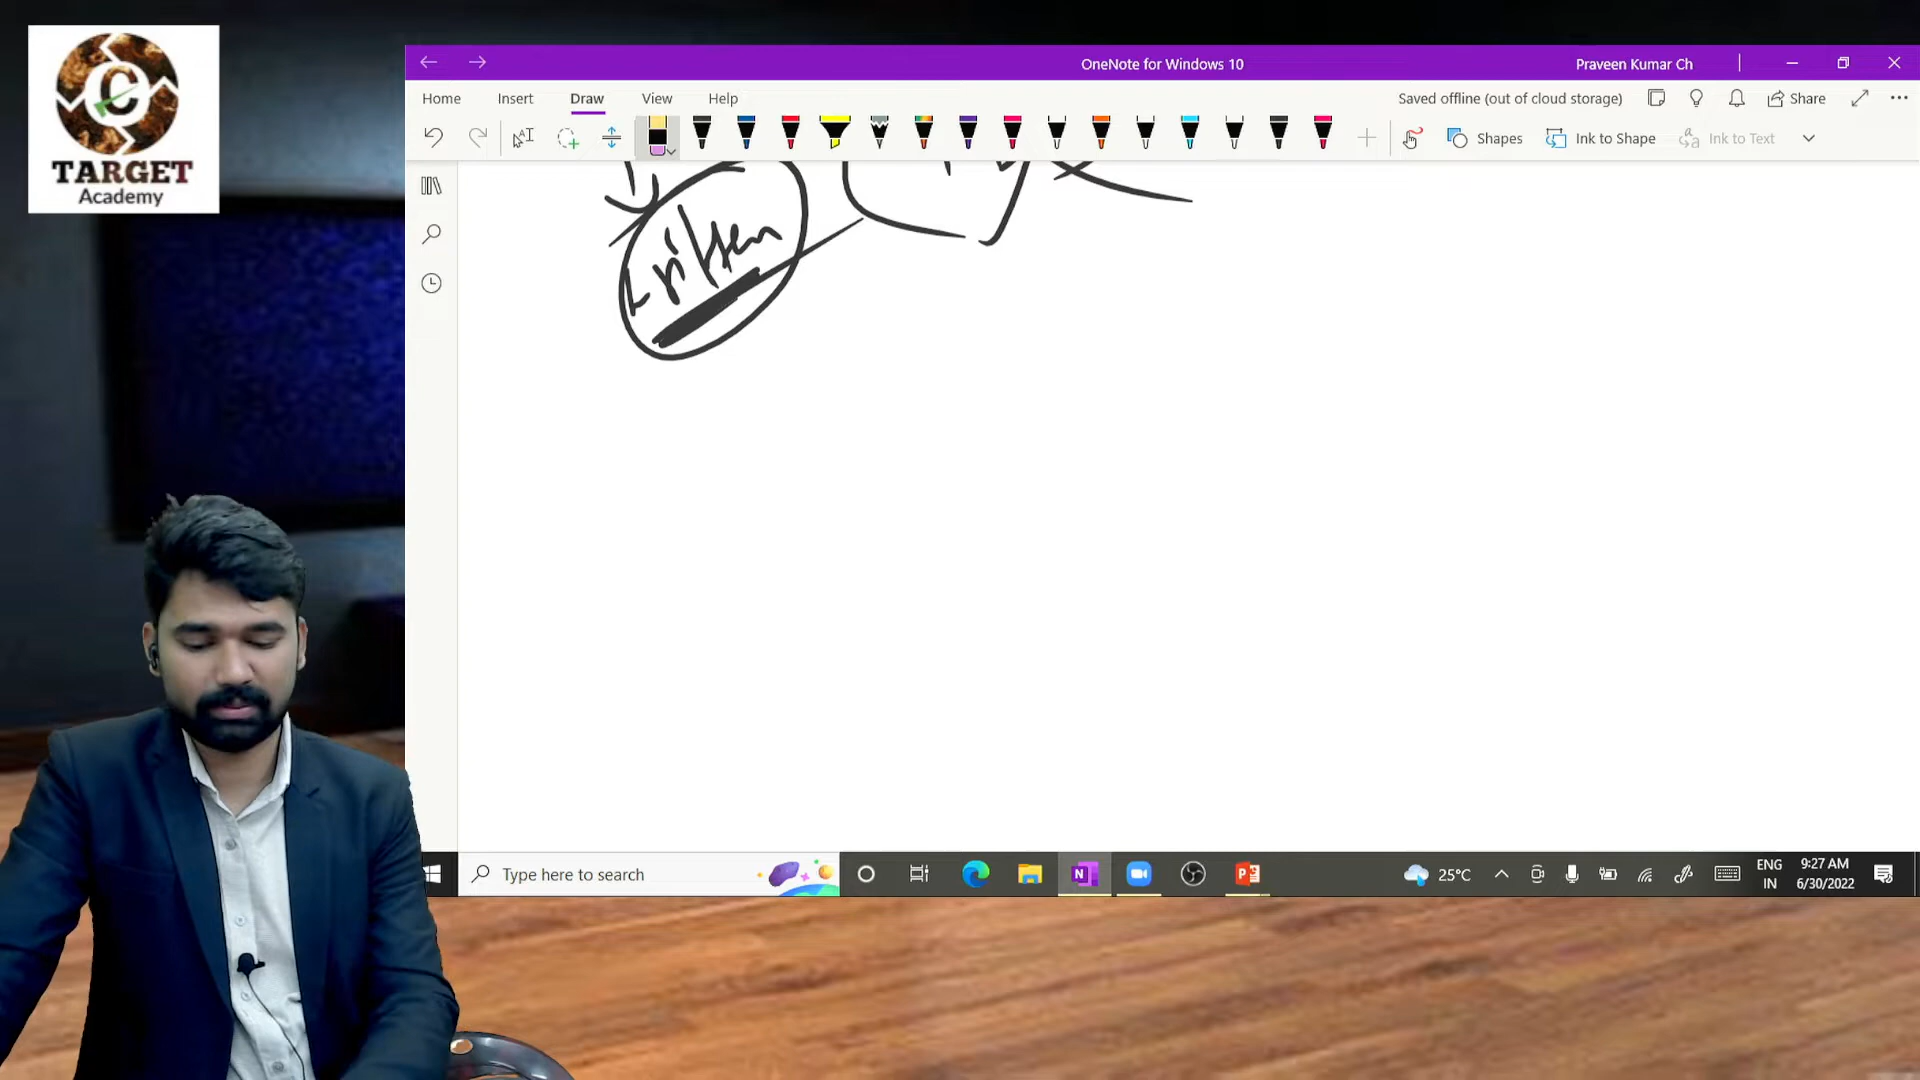 C
TARGET
Academy
OneNote for Windows 10
Praveen Kumar Ch
Home Insert Draw View Help
Saved offline (out of cloud storage)
Share
Shapes
Ink to Shape
Ink to Text
written
Type here to search
N
P
25°C
ENG
IN
9:27 AM
6/30/2022